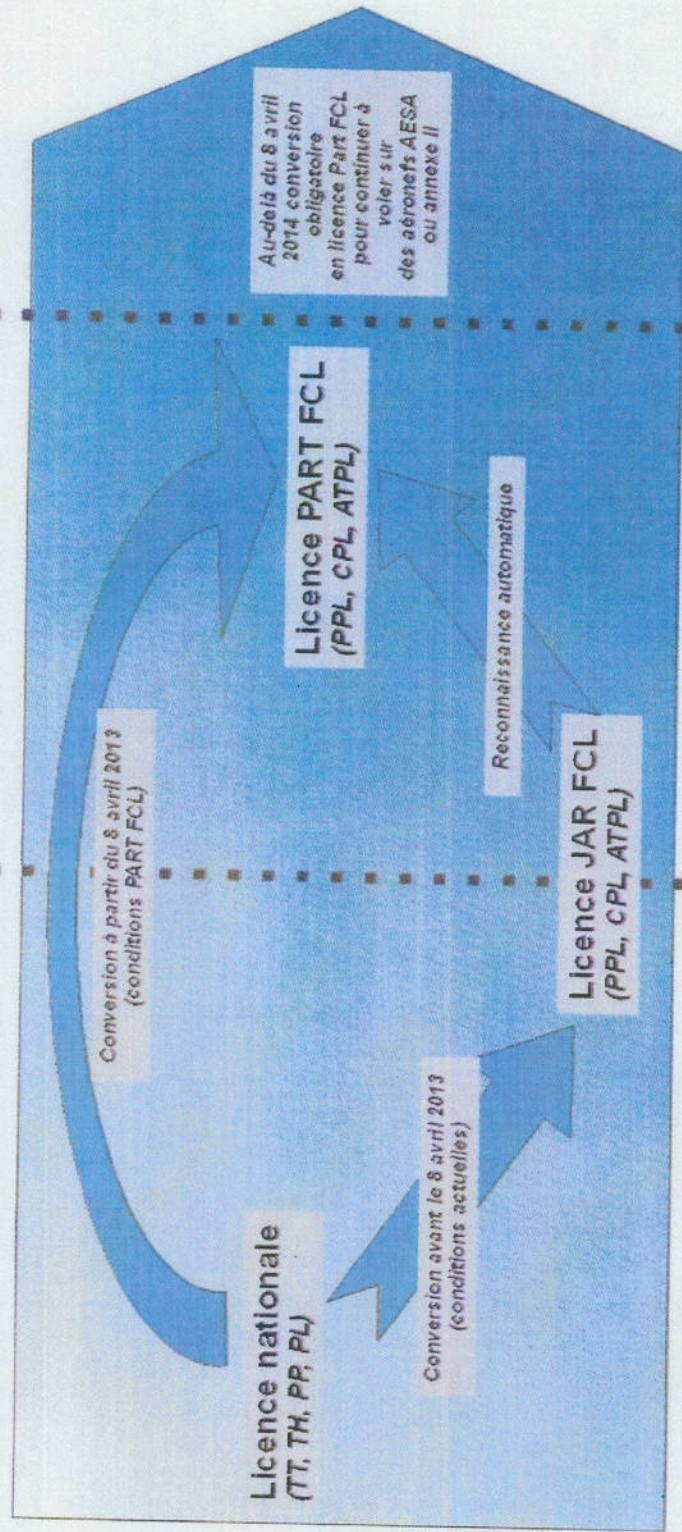 Licence nationale
(TT, TH, PP, PL)
Conversion à partir du 8 avril 2013
(conditions PART FCL)
Conversion avant le 8 avril 2013
(conditions actuelles)
Licence JAR FCL
(PPL, CPL, ATPL)
Reconnaissance automatique
Licence PART FCL
(PPL, CPL, ATPL)
Au-delà du 8 avril
2014 conversion
obligatoire
en licence Part FCL
pour continuer à
voler sur
des aéronefs AESA
ou annexe II